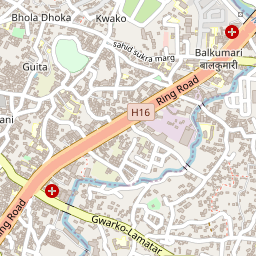 Bhola Dhoka
Kwako
sahid sukra marg
Balkumari
बालकुमारी
Guita
Ring Road
H16
Ring Road
Gwarko-Lamatar